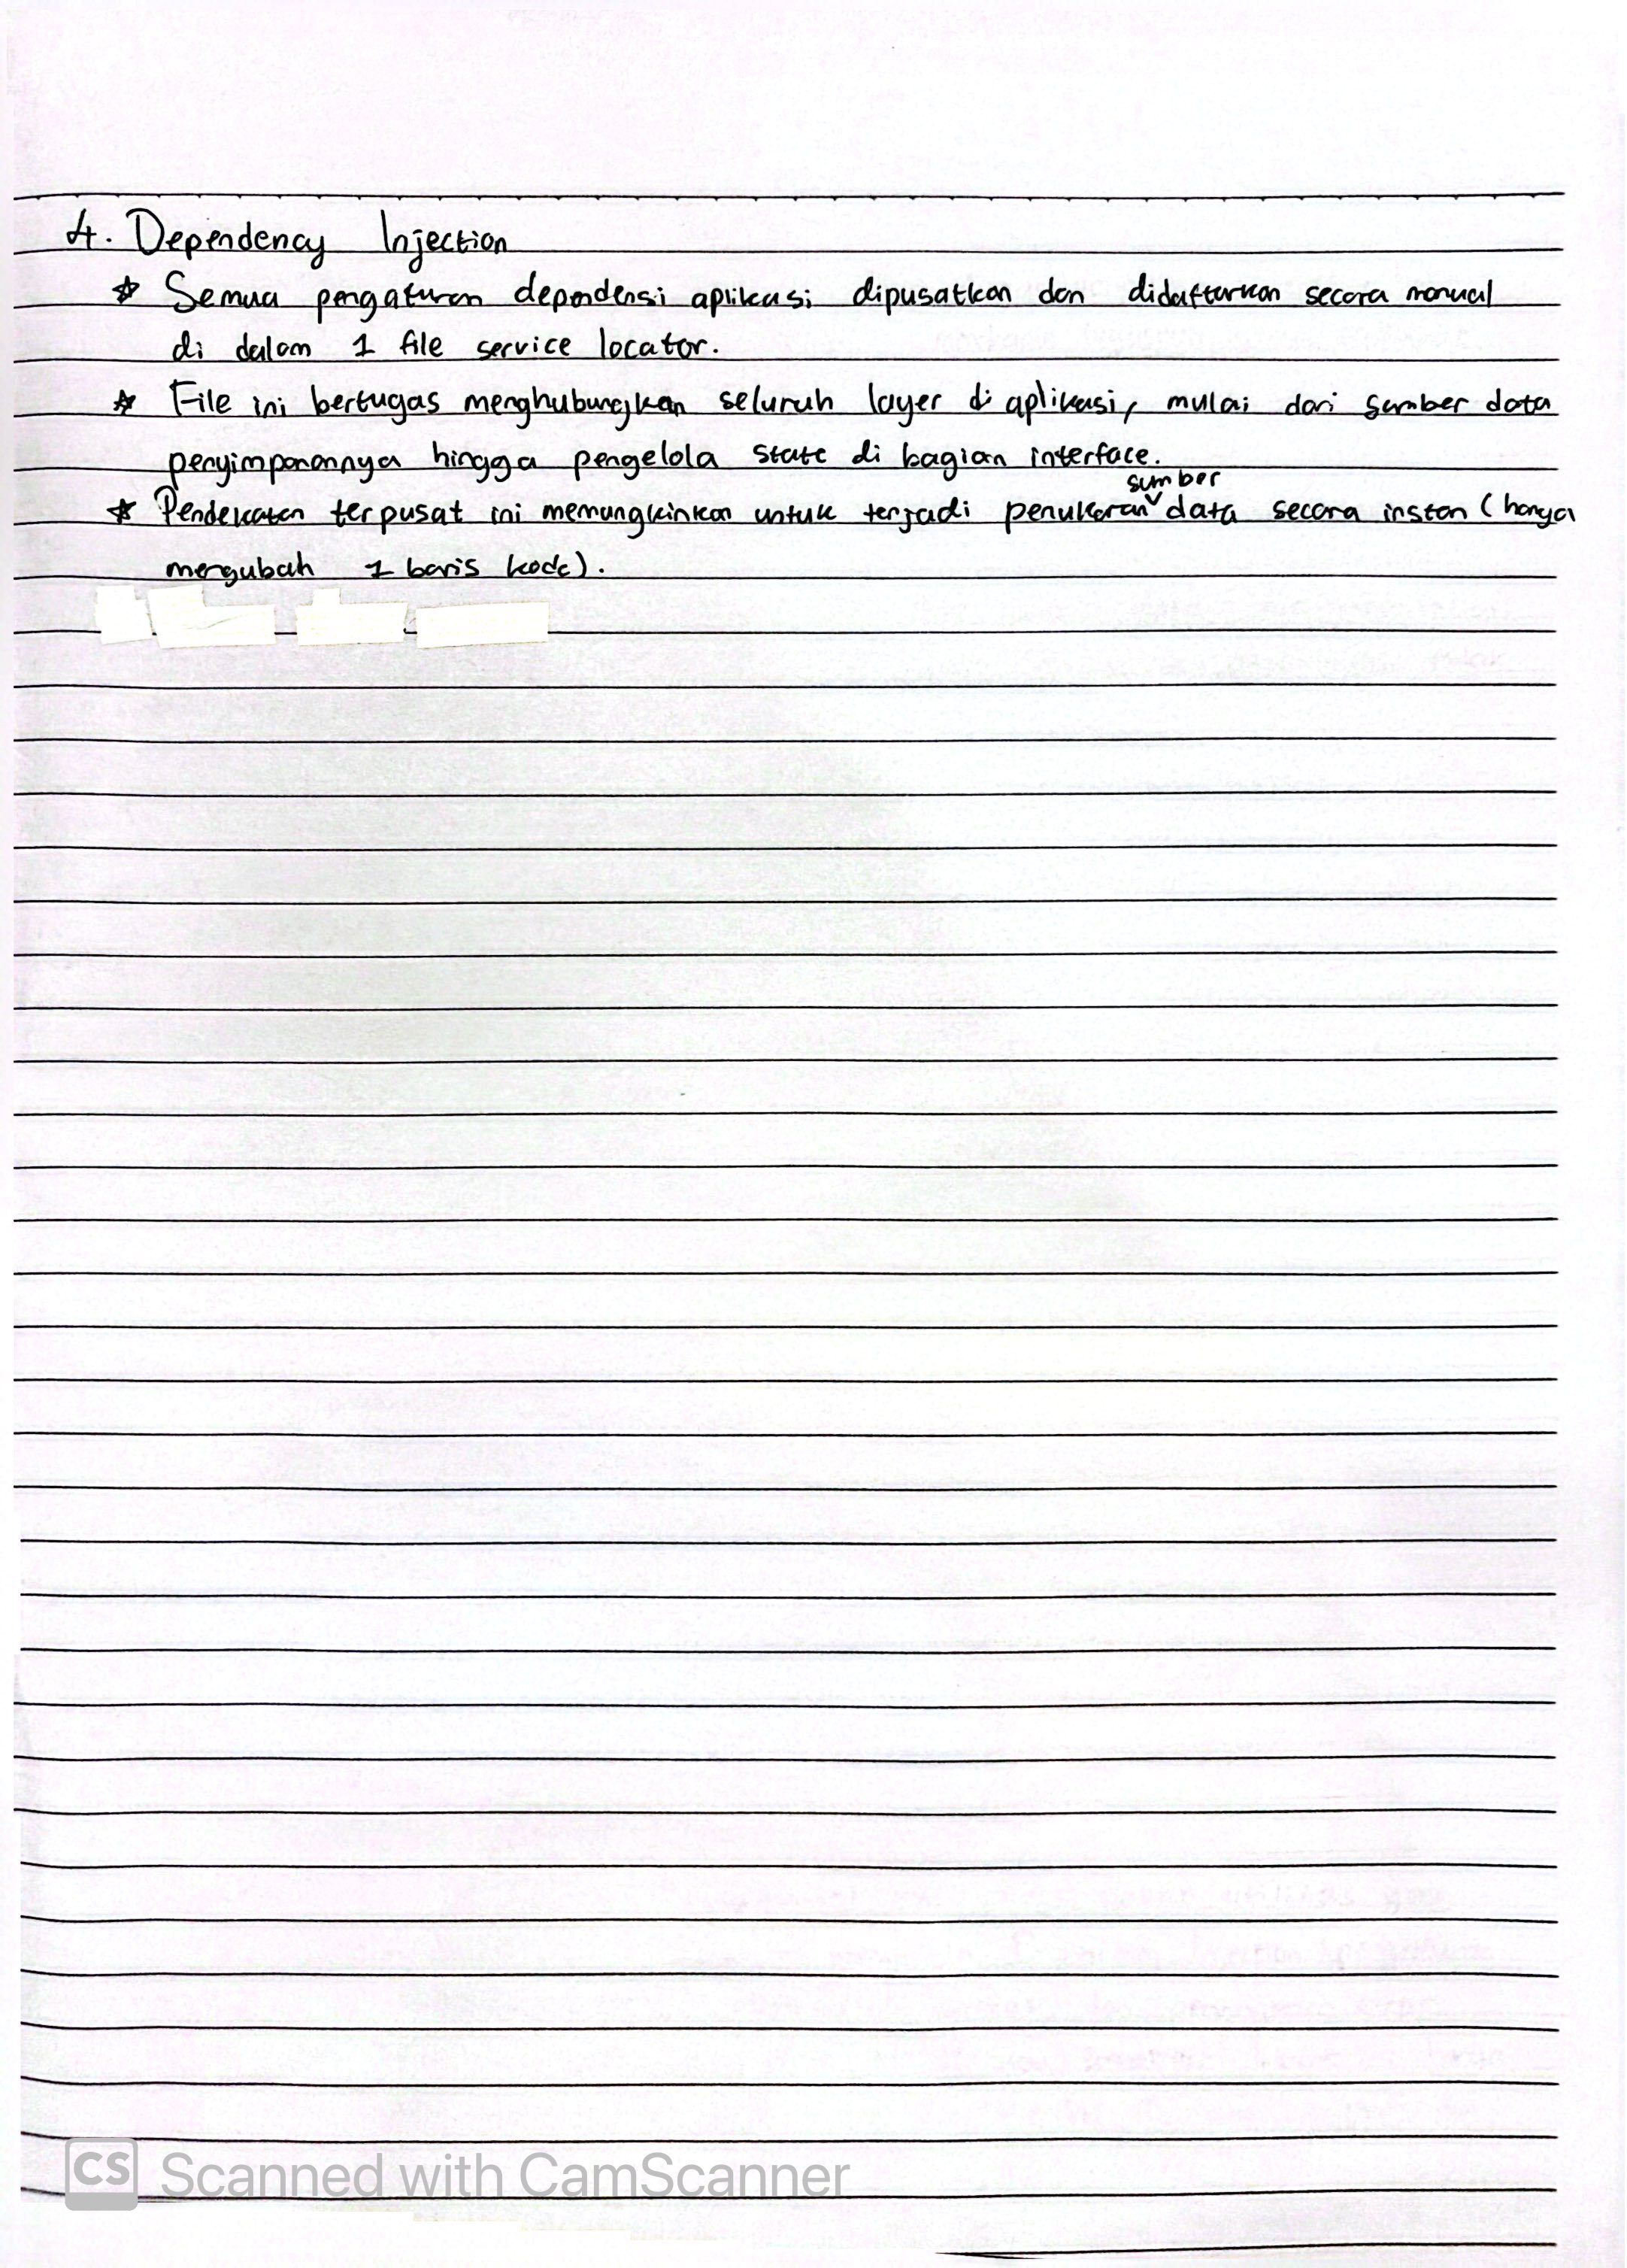 4. Dependency Injection
☆ Semua pengaturan dependensi aplikasi dipusatkan dan didaftarkan secara manual
di dalam 1 file service locator.
☆ File ini bertugas menghubungkan seluruh layer di aplikasi, mulai dari sumber data
penyimpanannya hingga pengelola state di bagian interface.
☆ Pendekatan terpusat ini memungkinkan untuk terjadi penukaran sumber data secara instan (hanya
mengubah 1 baris kode).
CS Scanned with CamScanner